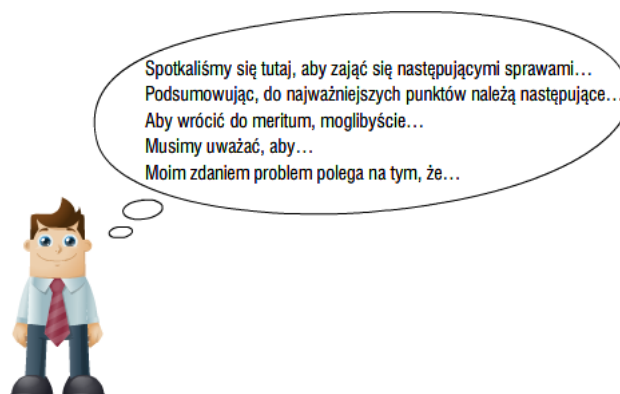 Spotkaliśmy się tutaj, aby zająć się następującymi sprawami…
Podsumowując, do najważniejszych punktów należą następujące…
Aby wrócić do meritum, moglibyście…
Musimy uważać, aby…
Moim zdaniem problem polega na tym, że…